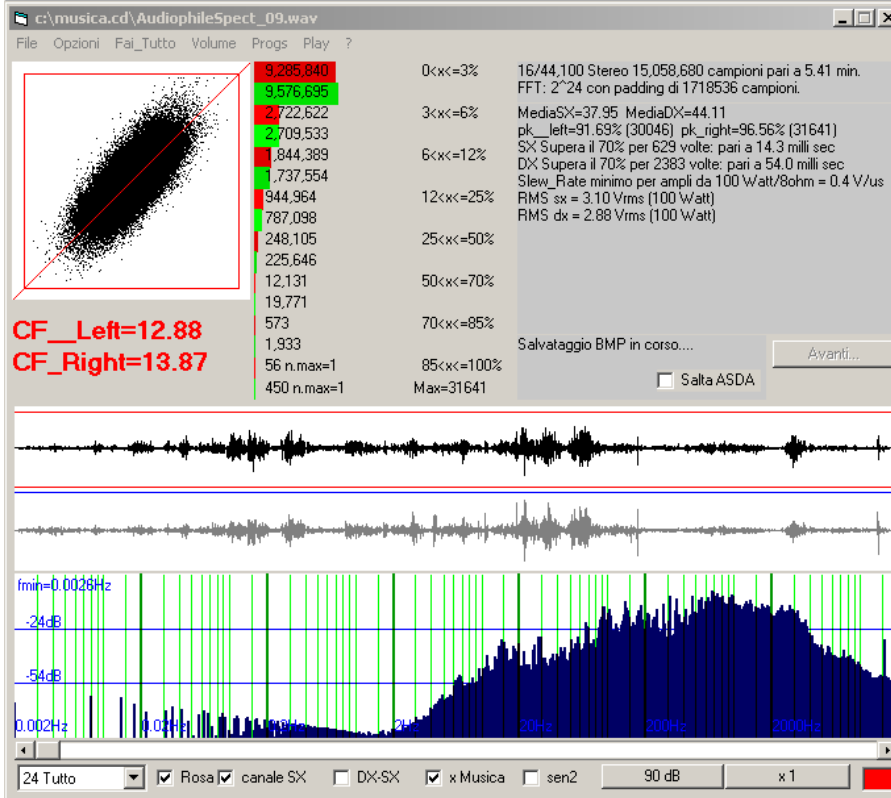 c:\musica.cd\AudiophileSpect_09.wav
File Opzioni Fai_Tutto Volume Progs Play ?
9,285,840 0<x<=3%
9,576,695
2,722,622 3<x<=6%
2,709,533
1,844,389 6<x<=12%
1,737,554
944,964 12<x<=25%
787,098
248,105 25<x<=50%
225,646
12,131 50<x<=70%
19,771
573 70<x<=85%
1,933
56 n.max=1 85<x<=100%
450 n.max=1 Max=31641
16/44,100 Stereo 15,058,680 campioni pari a 5.41 min.
FFT: 2^24 con padding di 1718536 campioni.
MediaSX=37.95 MediaDX=44.11
pk__left=91.69% (30046) pk_right=96.56% (31641)
SX Supera il 70% per 629 volte: pari a 14.3 milli sec
DX Supera il 70% per 2383 volte: pari a 54.0 milli sec
Slew_Rate minimo per ampli da 100 Watt/8ohm = 0.4 V/us
RMS sx = 3.10 Vrms (100 Watt)
RMS dx = 2.88 Vrms (100 Watt)
CF__Left=12.88
CF_Right=13.87
Salvataggio BMP in corso....
Avanti...
Salta ASDA
fmin=0.0026Hz
-24dB
-54dB
0.002Hz 0.02Hz 0.2Hz 2Hz 20Hz 200Hz 2000Hz
24 Tutto Rosa canale SX DX-SX x Musica sen2 90 dB x 1